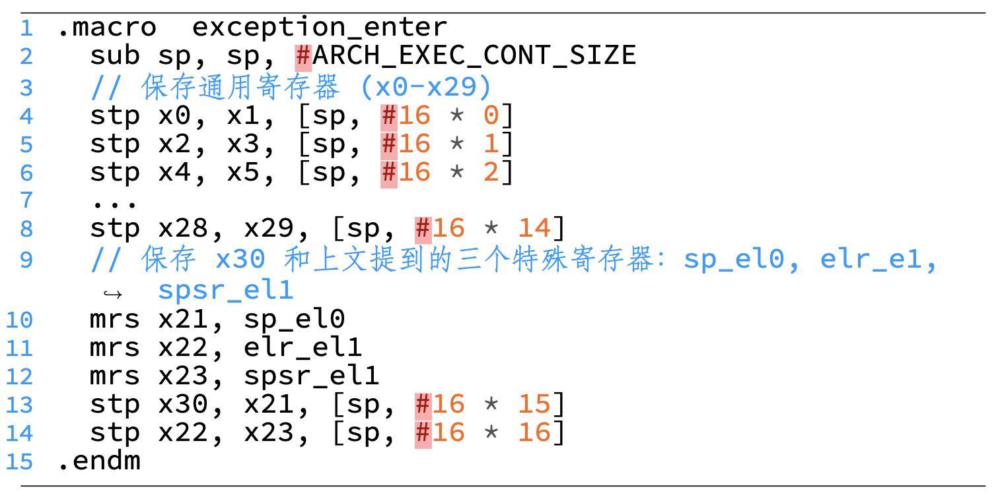 1 .macro  exception_enter
2   sub sp, sp, #ARCH_EXEC_CONT_SIZE
3   // 保存通用寄存器 (x0-x29)
4   stp x0, x1, [sp, #16 * 0]
5   stp x2, x3, [sp, #16 * 1]
6   stp x4, x5, [sp, #16 * 2]
7   ...
8   stp x28, x29, [sp, #16 * 14]
9   // 保存 x30 和上文提到的三个特殊寄存器：sp_el0, elr_e1,
↪  spsr_el1
10   mrs x21, sp_el0
11   mrs x22, elr_el1
12   mrs x23, spsr_el1
13   stp x30, x21, [sp, #16 * 15]
14   stp x22, x23, [sp, #16 * 16]
15 .endm